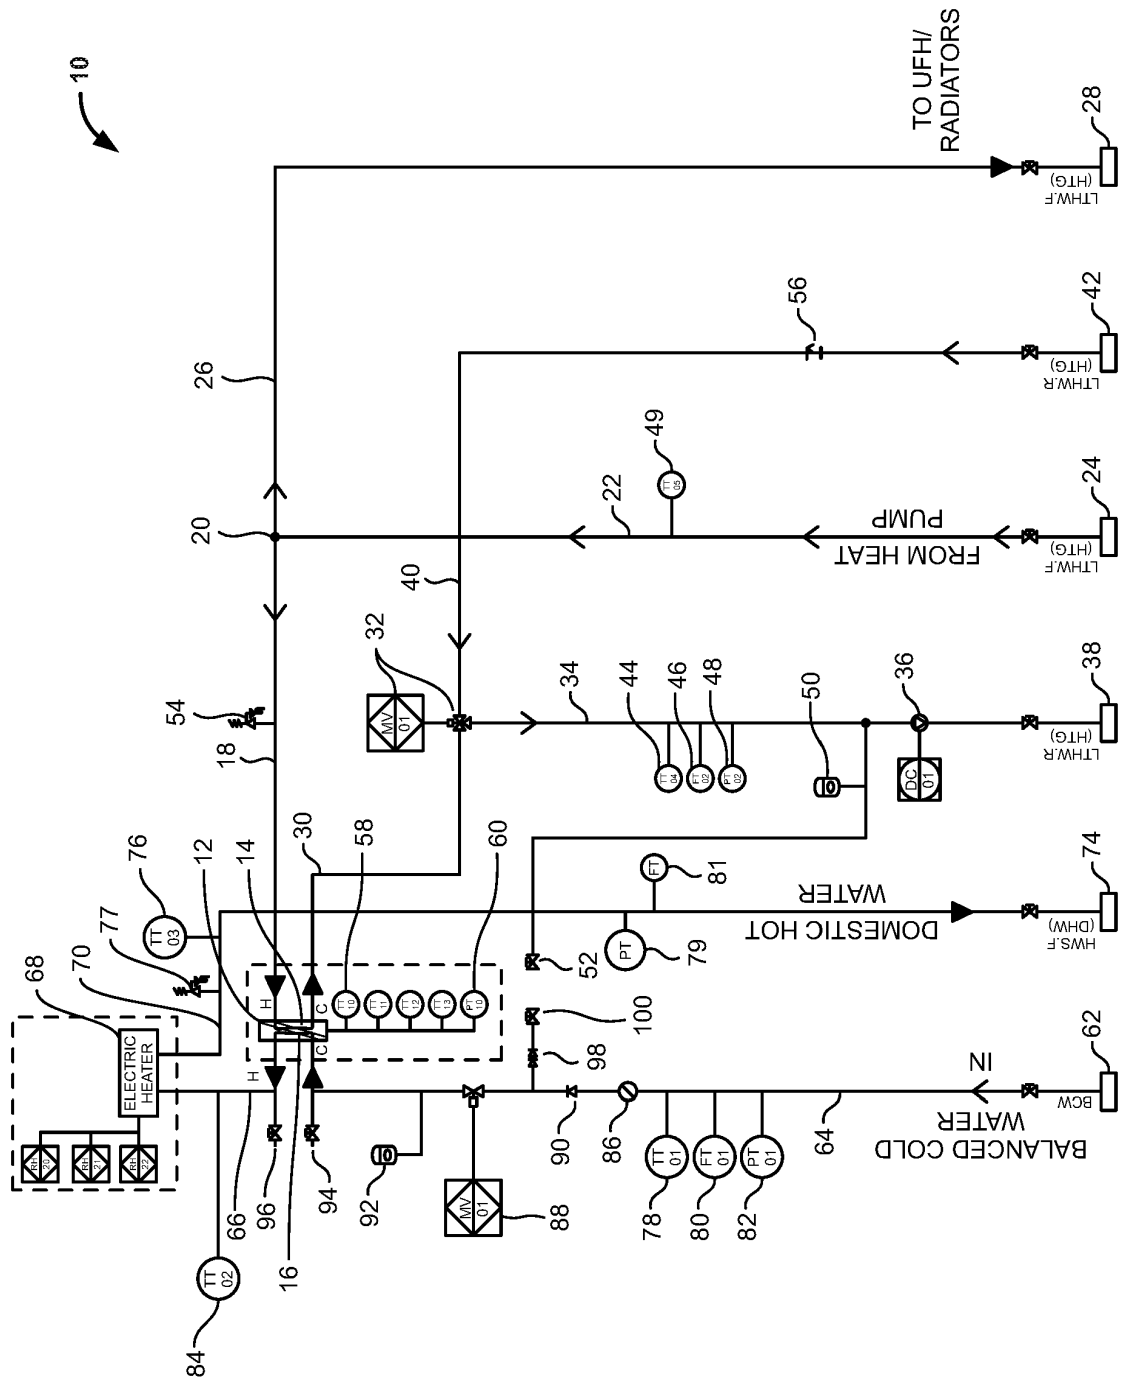 84
TT
02
66
96
16
RH
20
RH
21
RH
22
ELECTRIC
HEATER
68
70
77
76
TT
03
12
14
H
H
C
C
18
54
20
26
10
94
92
30
58
60
TT
10
TT
11
TT
12
TT
13
PT
10
MV
01
32
40
MV
01
88
90
86
98
100
52
34
44
46
48
TT
04
FT
02
PT
02
22
49
TT
05
78
80
82
TT
01
FT
01
PT
01
PT
79
FT
81
50
56
64
36
DC
01
BALANCED COLD
WATER
IN
DOMESTIC HOT
WATER
FROM HEAT
PUMP
TO UFH/
RADIATORS
BCW
62
HWS.F
(DHW)
74
LTHW.R
(HTG)
38
LTHW.F
(HTG)
24
LTHW.R
(HTG)
42
LTHW.F
(HTG)
28